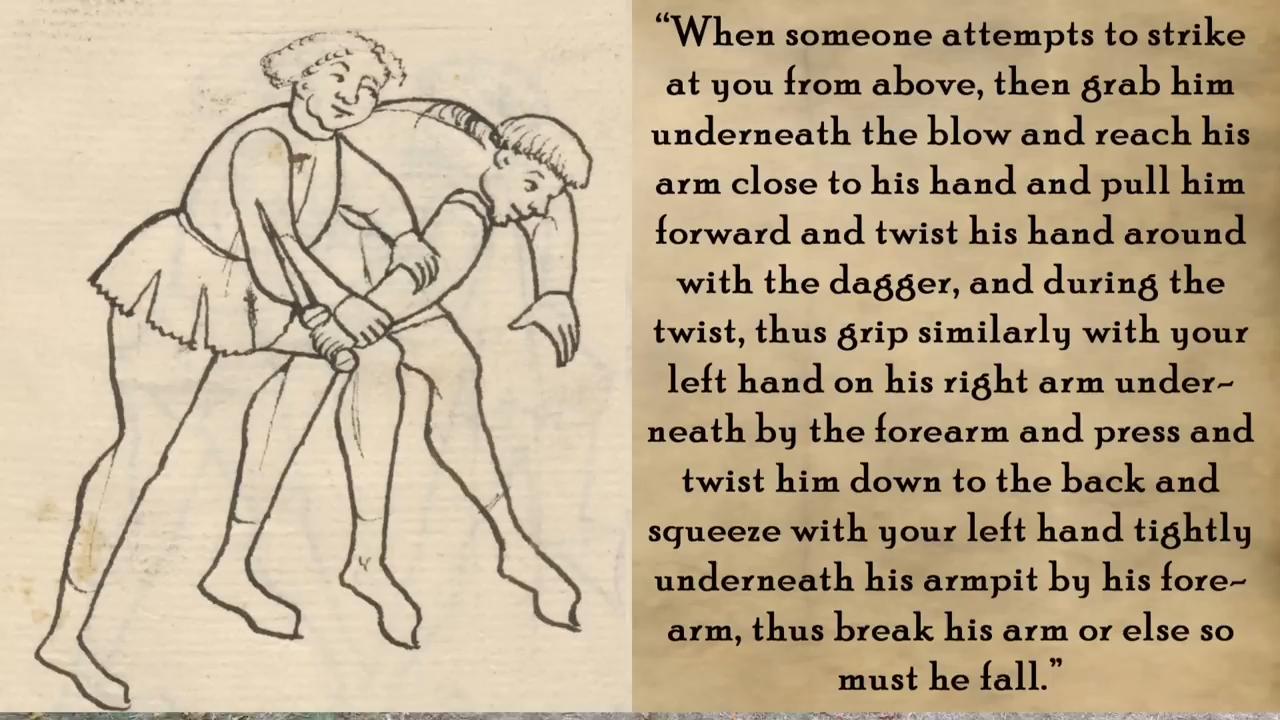 “When someone attempts to strike
at you from above, then grab him
underneath the blow and reach his
arm close to his hand and pull him
forward and twist his hand around
with the dagger, and during the
twist, thus grip similarly with your
left hand on his right arm under-
neath by the forearm and press and
twist him down to the back and
squeeze with your left hand tightly
underneath his armpit by his fore-
arm, thus break his arm or else so
must he fall.”